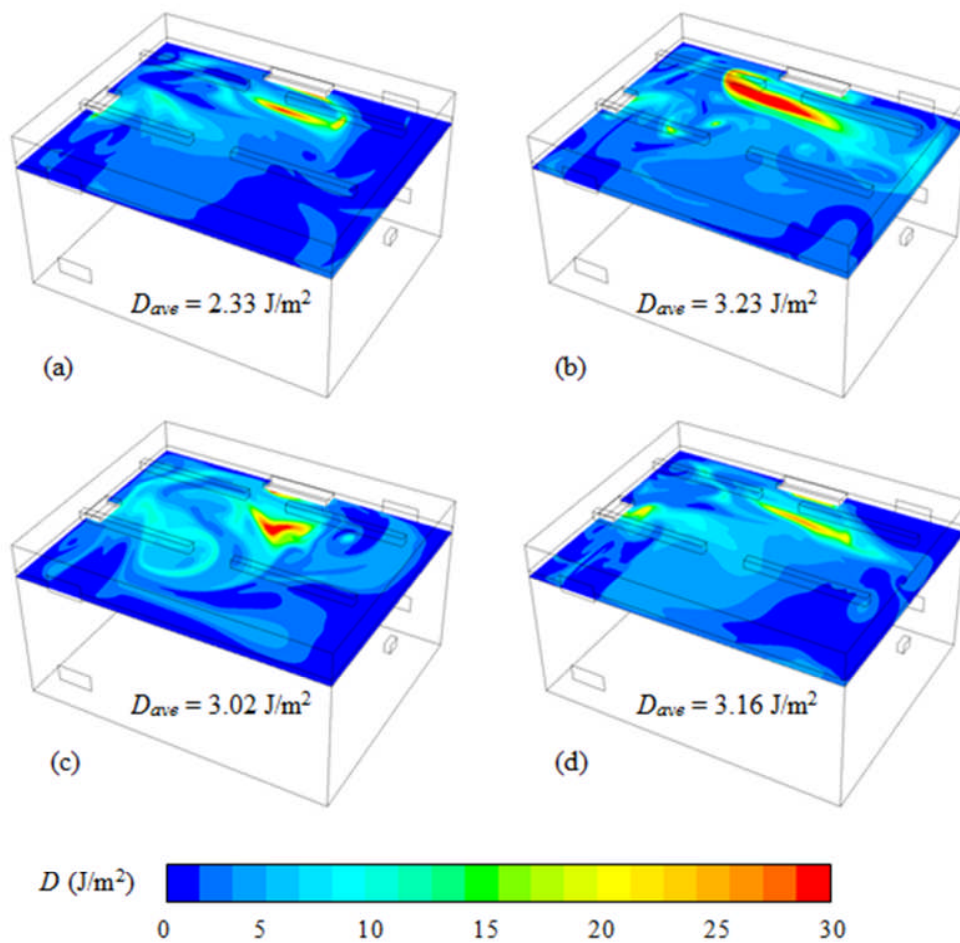 D_ave = 2.33 J/m²
D_ave = 3.23 J/m²
(a)
(b)
D_ave = 3.02 J/m²
D_ave = 3.16 J/m²
(c)
(d)
D (J/m²)
0 5 10 15 20 25 30